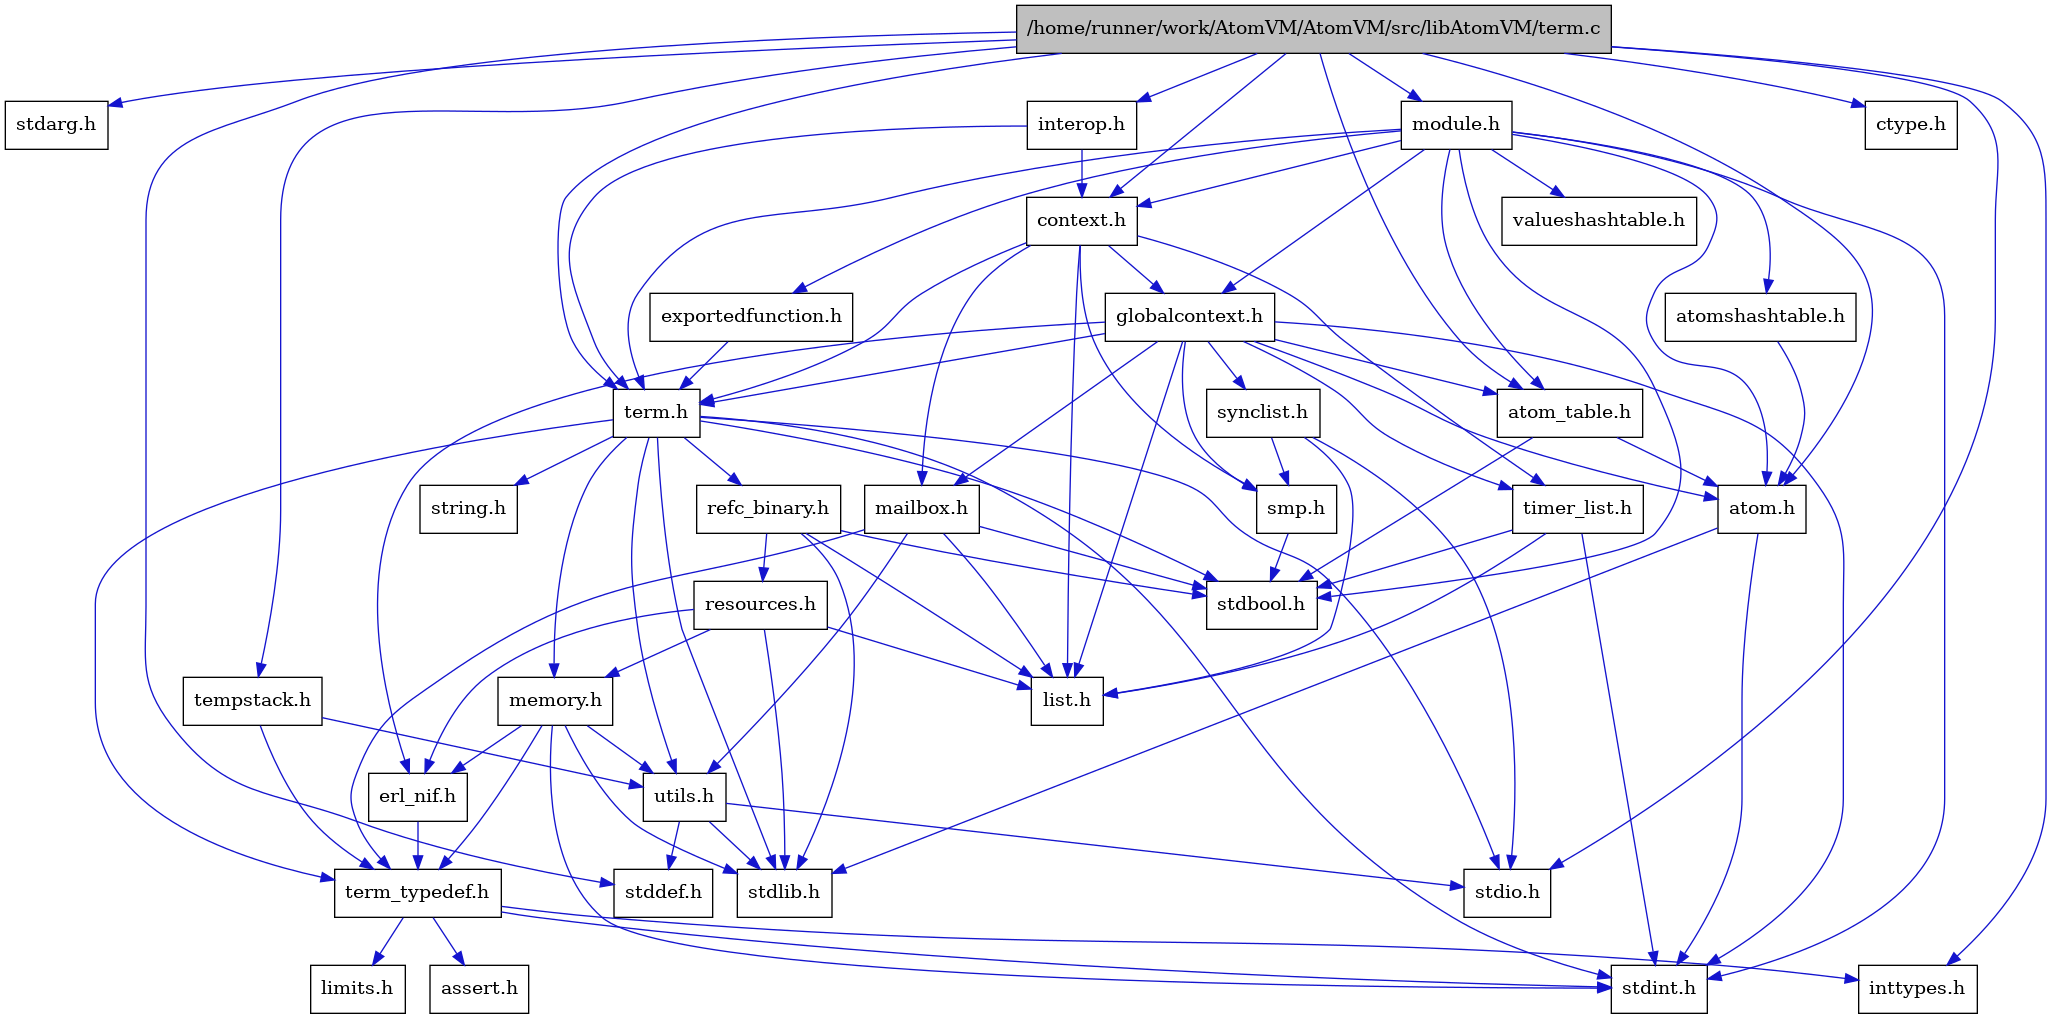 /home/runner/work/AtomVM/AtomVM/src/libAtomVM/term.c
stdarg.h
interop.h
module.h
ctype.h
context.h
valueshashtable.h
exportedfunction.h
globalcontext.h
atomshashtable.h
term.h
synclist.h
atom_table.h
string.h
refc_binary.h
mailbox.h
smp.h
timer_list.h
atom.h
resources.h
stdbool.h
tempstack.h
memory.h
list.h
erl_nif.h
utils.h
term_typedef.h
stddef.h
stdlib.h
stdio.h
limits.h
assert.h
stdint.h
inttypes.h